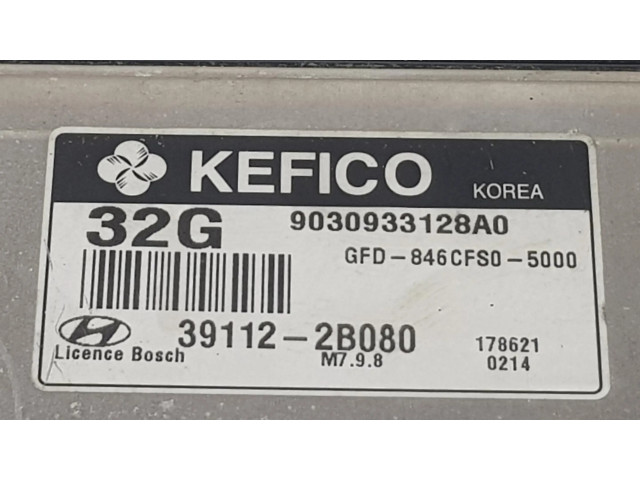 KEFICO KOREA
32G 9030933128A0
GFD-846CFS0-5000
39112-2B080
Licence Bosch M7.9.8
178621
0214